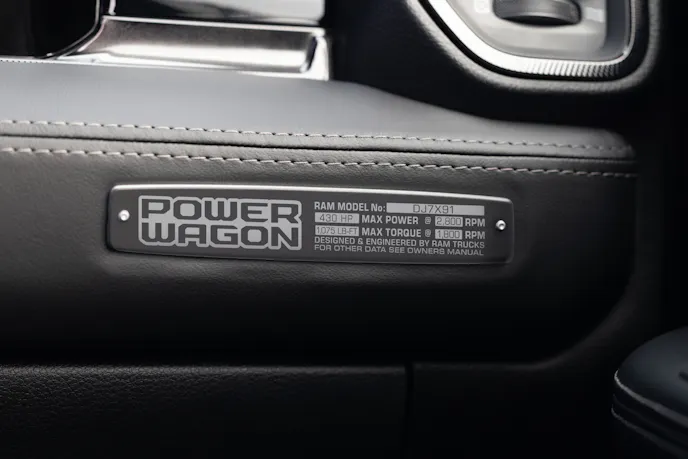 POWER
WAGON
RAM MODEL No: DJ7X91
430 HP MAX POWER @ 2,800 RPM
1075 LB-FT MAX TORQUE @ 1,800 RPM
DESIGNED & ENGINEERED BY RAM TRUCKS
FOR OTHER DATA SEE OWNERS MANUAL